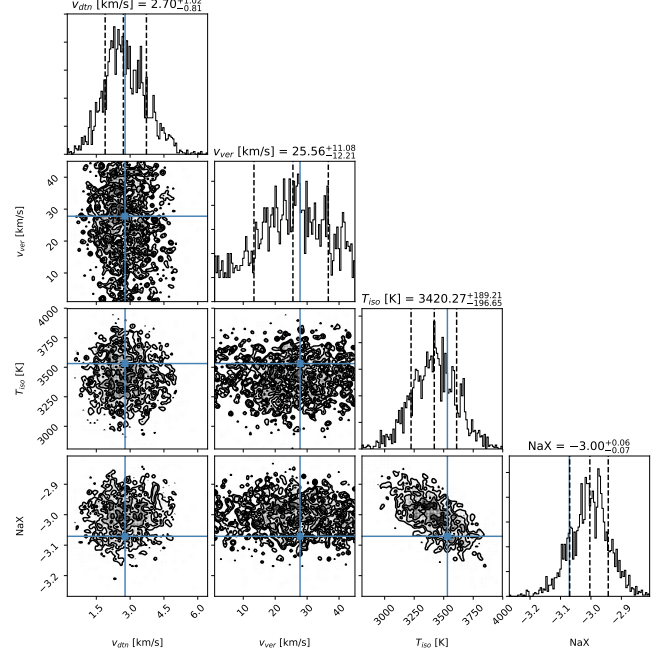 v_dtn [km/s] = 2.70^{+1.02}_{-0.81}
v_ver [km/s] = 25.56^{+11.08}_{-12.21}
40
30
20
10
v_ver [km/s]
T_iso [K] = 3420.27^{+189.21}_{-196.65}
4000
3750
3500
3250
3000
T_iso [K]
NaX = −3.00^{+0.06}_{-0.07}
−2.9
−3.0
−3.1
−3.2
NaX
1.5 3.0 4.5 6.0
10 20 30 40
3000 3250 3500 3750 4000
−3.2 −3.1 −3.0 −2.9
v_dtn [km/s]
v_ver [km/s]
T_iso [K]
NaX